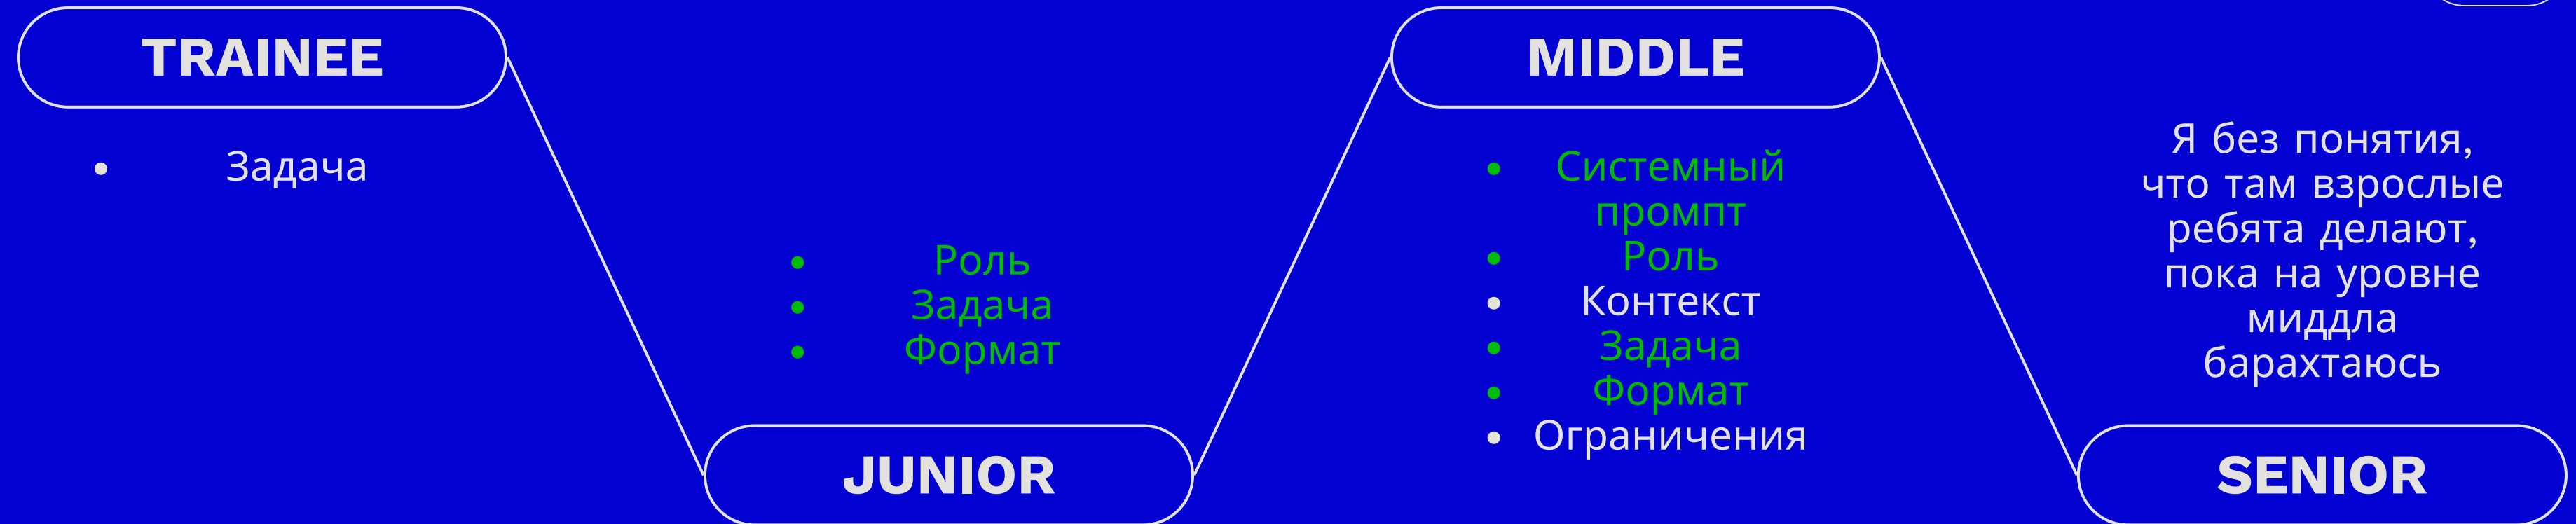 TRAINEE
• Задача
JUNIOR
• Роль
• Задача
• Формат
MIDDLE
• Системный
промпт
• Роль
• Контекст
• Задача
• Формат
• Ограничения
SENIOR
Я без понятия,
что там взрослые
ребята делают,
пока на уровне
миддла
барахтаюсь